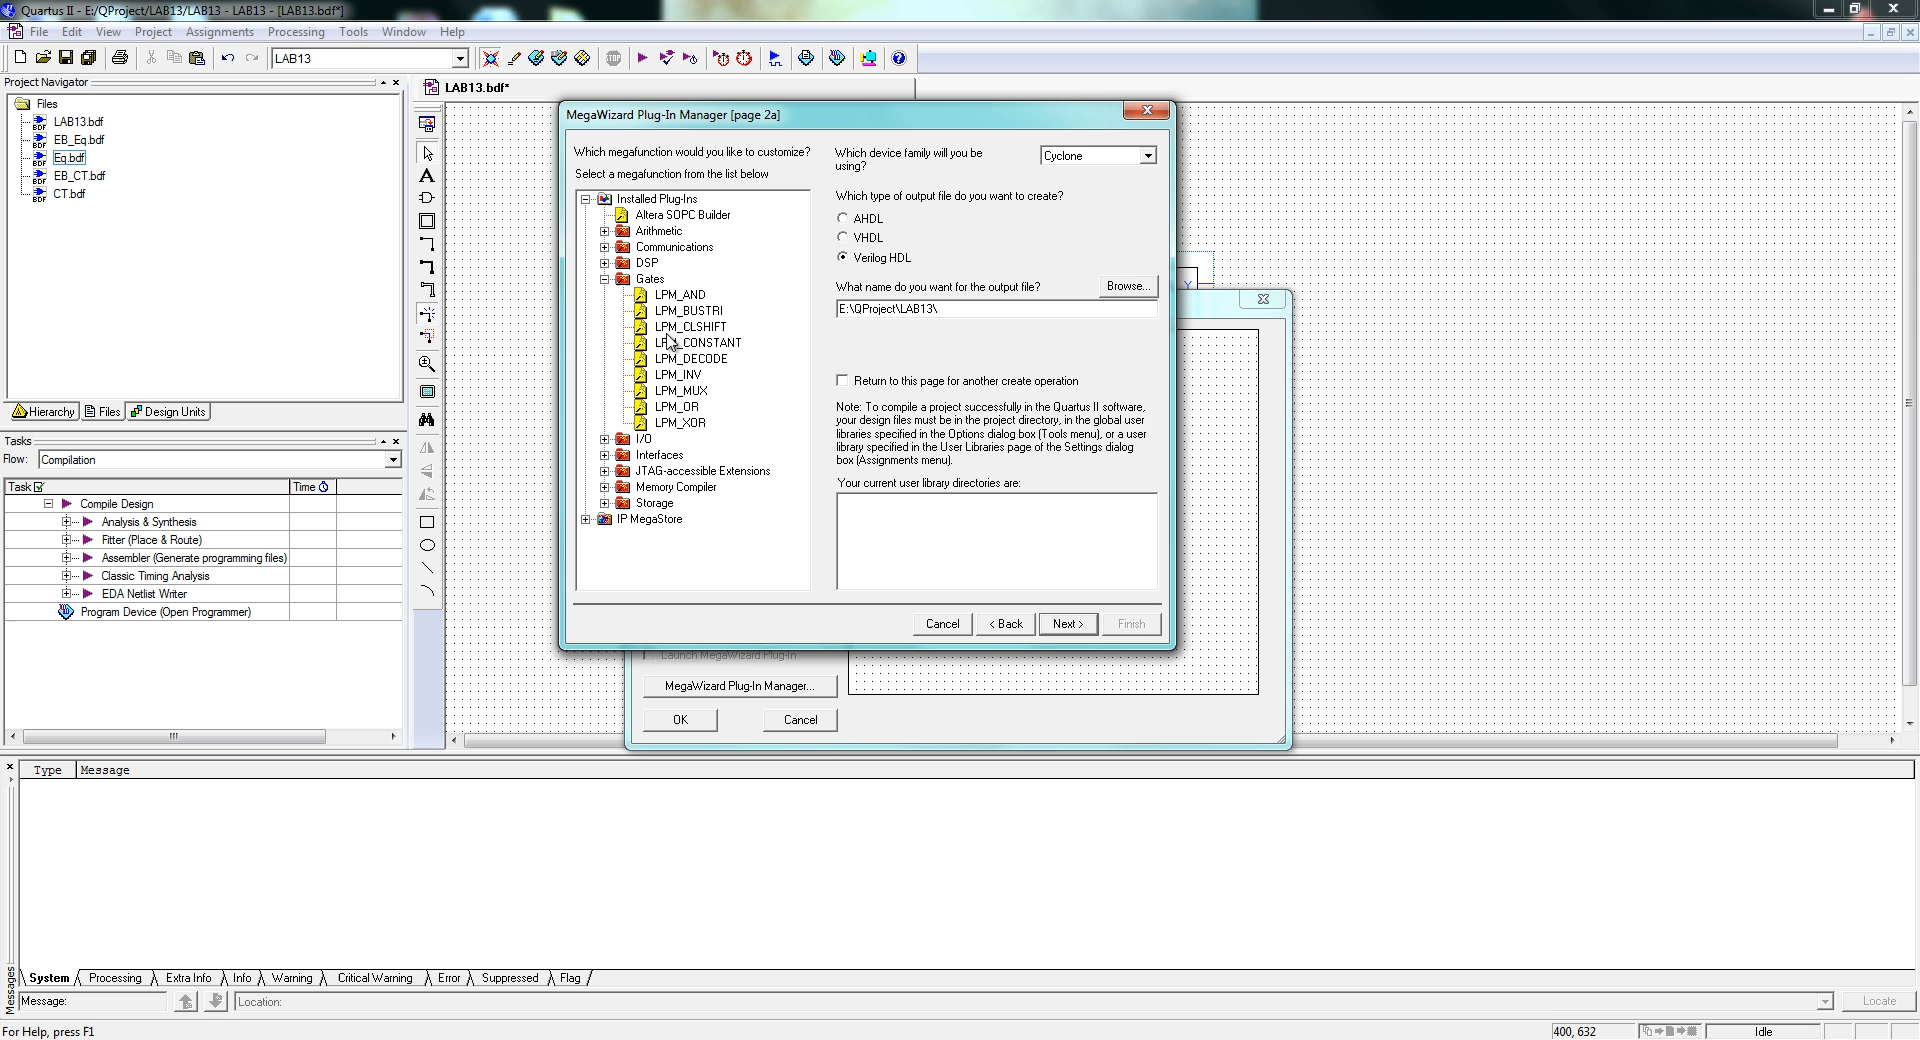 Quartus II - E:/QProject/LAB13/LAB13 - LAB13 - [LAB13.bdf*]
File Edit View Project Assignments Processing Tools Window Help
LAB13
Project Navigator
LAB13.bdf*
Files
LAB13.bdf
EB_Eq.bdf
Eq.bdf
EB_CT.bdf
CT.bdf
Hierarchy Files Design Units
Tasks
Flow: Compilation
Task Time
Compile Design
Analysis & Synthesis
Fitter (Place & Route)
Assembler (Generate programming files)
Classic Timing Analysis
EDA Netlist Writer
Program Device (Open Programmer)
MegaWizard Plug-In Manager [page 2a]
Which megafunction would you like to customize?
Select a megafunction from the list below
Installed Plug-Ins
Altera SOPC Builder
Arithmetic
Communications
DSP
Gates
LPM_AND
LPM_BUSTRI
LPM_CLSHIFT
LPM_CONSTANT
LPM_DECODE
LPM_INV
LPM_MUX
LPM_OR
LPM_XOR
I/O
Interfaces
JTAG-accessible Extensions
Memory Compiler
Storage
IP MegaStore
Which device family will you be using?
Cyclone
Which type of output file do you want to create?
AHDL
VHDL
Verilog HDL
What name do you want for the output file?
Browse...
E:\QProject\LAB13\
Return to this page for another create operation
Note: To compile a project successfully in the Quartus II software,
your design files must be in the project directory, in the global user
libraries specified in the Options dialog box (Tools menu), or a user
library specified in the User Libraries page of the Settings dialog
box (Assignments menu).
Your current user library directories are:
Cancel < Back Next > Finish
Y
Launch MegaWizard Plug-In
MegaWizard Plug-In Manager...
OK Cancel
Type Message
System Processing Extra Info Info Warning Critical Warning Error Suppressed Flag
Messages
Message: Location: Locate
For Help, press F1
400, 632 Idle